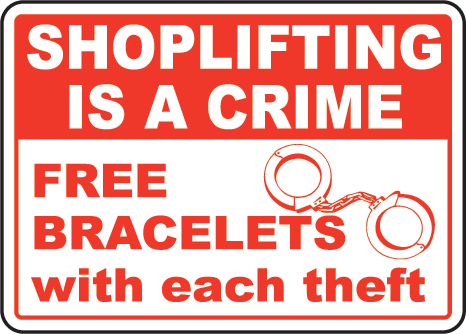 SHOPLIFTING
IS A CRIME
FREE
BRACELETS
with each theft